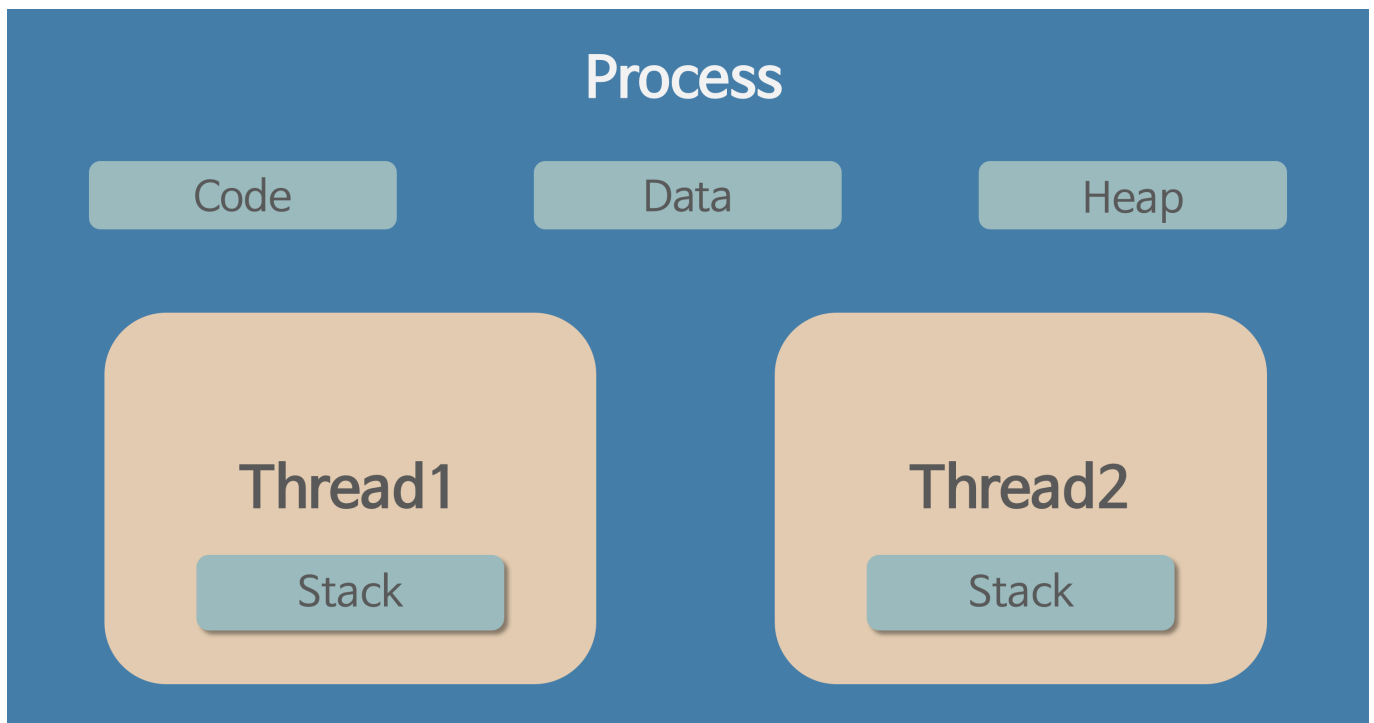 Process
Code
Data
Heap
Thread1
Thread2
Stack
Stack